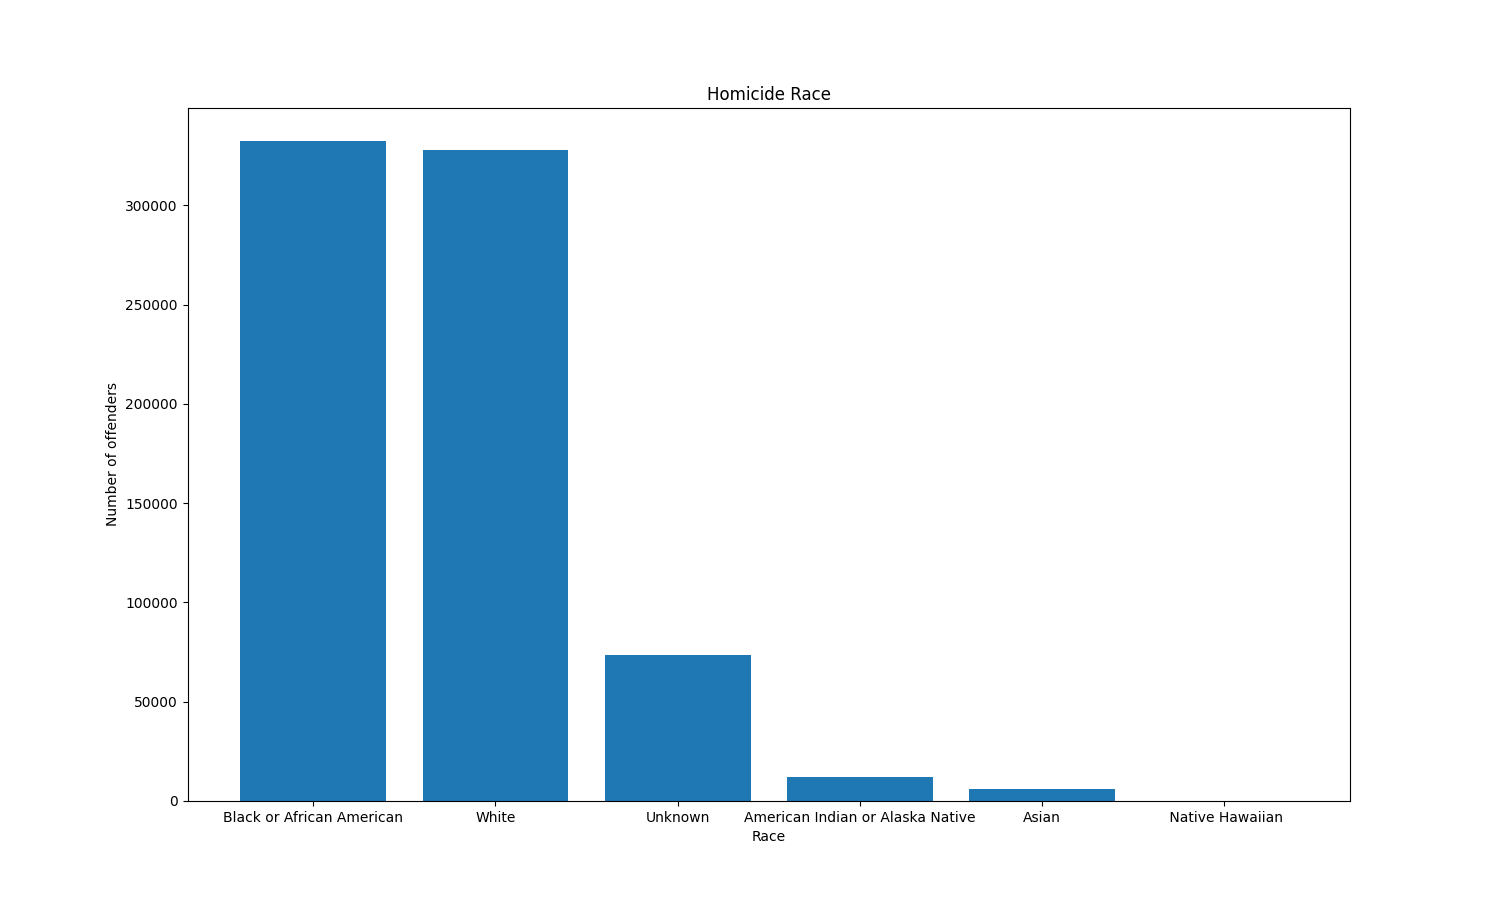 Homicide Race
Number of offenders
300000
250000
200000
150000
100000
50000
0
Black or African American White Unknown American Indian or Alaska Native Asian Native Hawaiian
Race